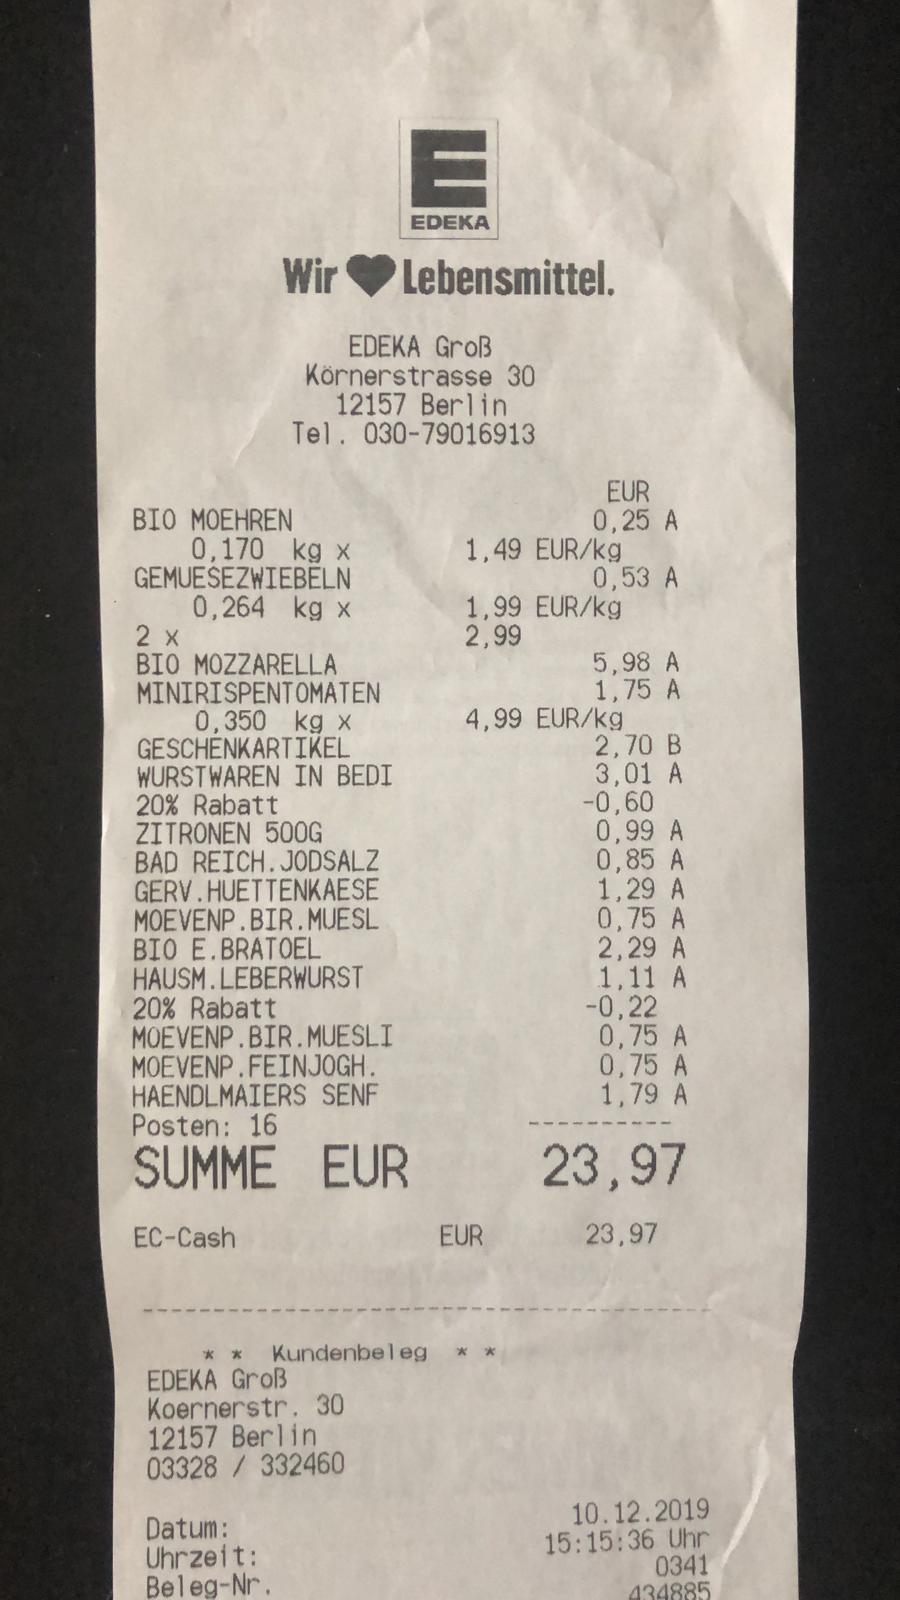 EDEKA
Wir ♥ Lebensmittel.
EDEKA Groß
Körnerstrasse 30
12157 Berlin
Tel. 030-79016913
EUR
BIO MOEHREN 0,25 A
0,170 kg x 1,49 EUR/kg
GEMUESEZWIEBELN 0,53 A
0,264 kg x 1,99 EUR/kg
2 x 2,99
BIO MOZZARELLA 5,98 A
MINIRISPENTOMATEN 1,75 A
0,350 kg x 4,99 EUR/kg
GESCHENKARTIKEL 2,70 B
WURSTWAREN IN BEDI 3,01 A
20% Rabatt -0,60
ZITRONEN 500G 0,99 A
BAD REICH.JODSALZ 0,85 A
GERV.HUETTENKAESE 1,29 A
MOEVENP.BIR.MUESL 0,75 A
BIO E.BRATOEL 2,29 A
HAUSM.LEBERWURST 1,11 A
20% Rabatt -0,22
MOEVENP.BIR.MUESLI 0,75 A
MOEVENP.FEINJOGH. 0,75 A
HAENDLMAIERS SENF 1,79 A
Posten: 16 ----------
SUMME EUR 23,97
EC-Cash EUR 23,97
* * Kundenbeleg * *
EDEKA Groß
Koernerstr. 30
12157 Berlin
03328 / 332460
Datum: 10.12.2019
Uhrzeit: 15:15:36 Uhr
Beleg-Nr. 0341
434885